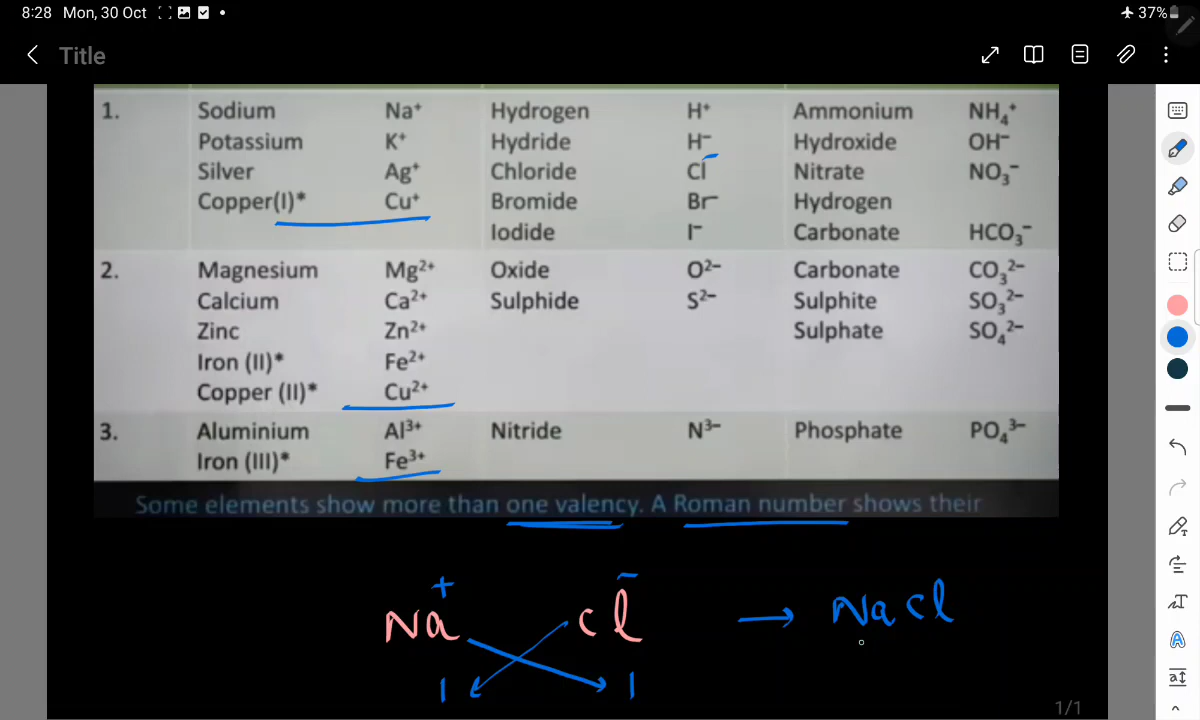 8:28 Mon, 30 Oct 37%
Title
1. Sodium Na⁺ Hydrogen H⁺ Ammonium NH₄⁺
Potassium K⁺ Hydride H⁻ Hydroxide OH⁻
Silver Ag⁺ Chloride Cl⁻ Nitrate NO₃⁻
Copper(I)* Cu⁺ Bromide Br⁻ Hydrogen
Iodide I⁻ Carbonate HCO₃⁻
2. Magnesium Mg²⁺ Oxide O²⁻ Carbonate CO₃²⁻
Calcium Ca²⁺ Sulphide S²⁻ Sulphite SO₃²⁻
Zinc Zn²⁺ Sulphate SO₄²⁻
Iron (II)* Fe²⁺
Copper (II)* Cu²⁺
3. Aluminium Al³⁺ Nitride N³⁻ Phosphate PO₄³⁻
Iron (III)* Fe³⁺
Some elements show more than one valency. A Roman number shows their
Na⁺ Cl⁻ → NaCl
1 1
1/1